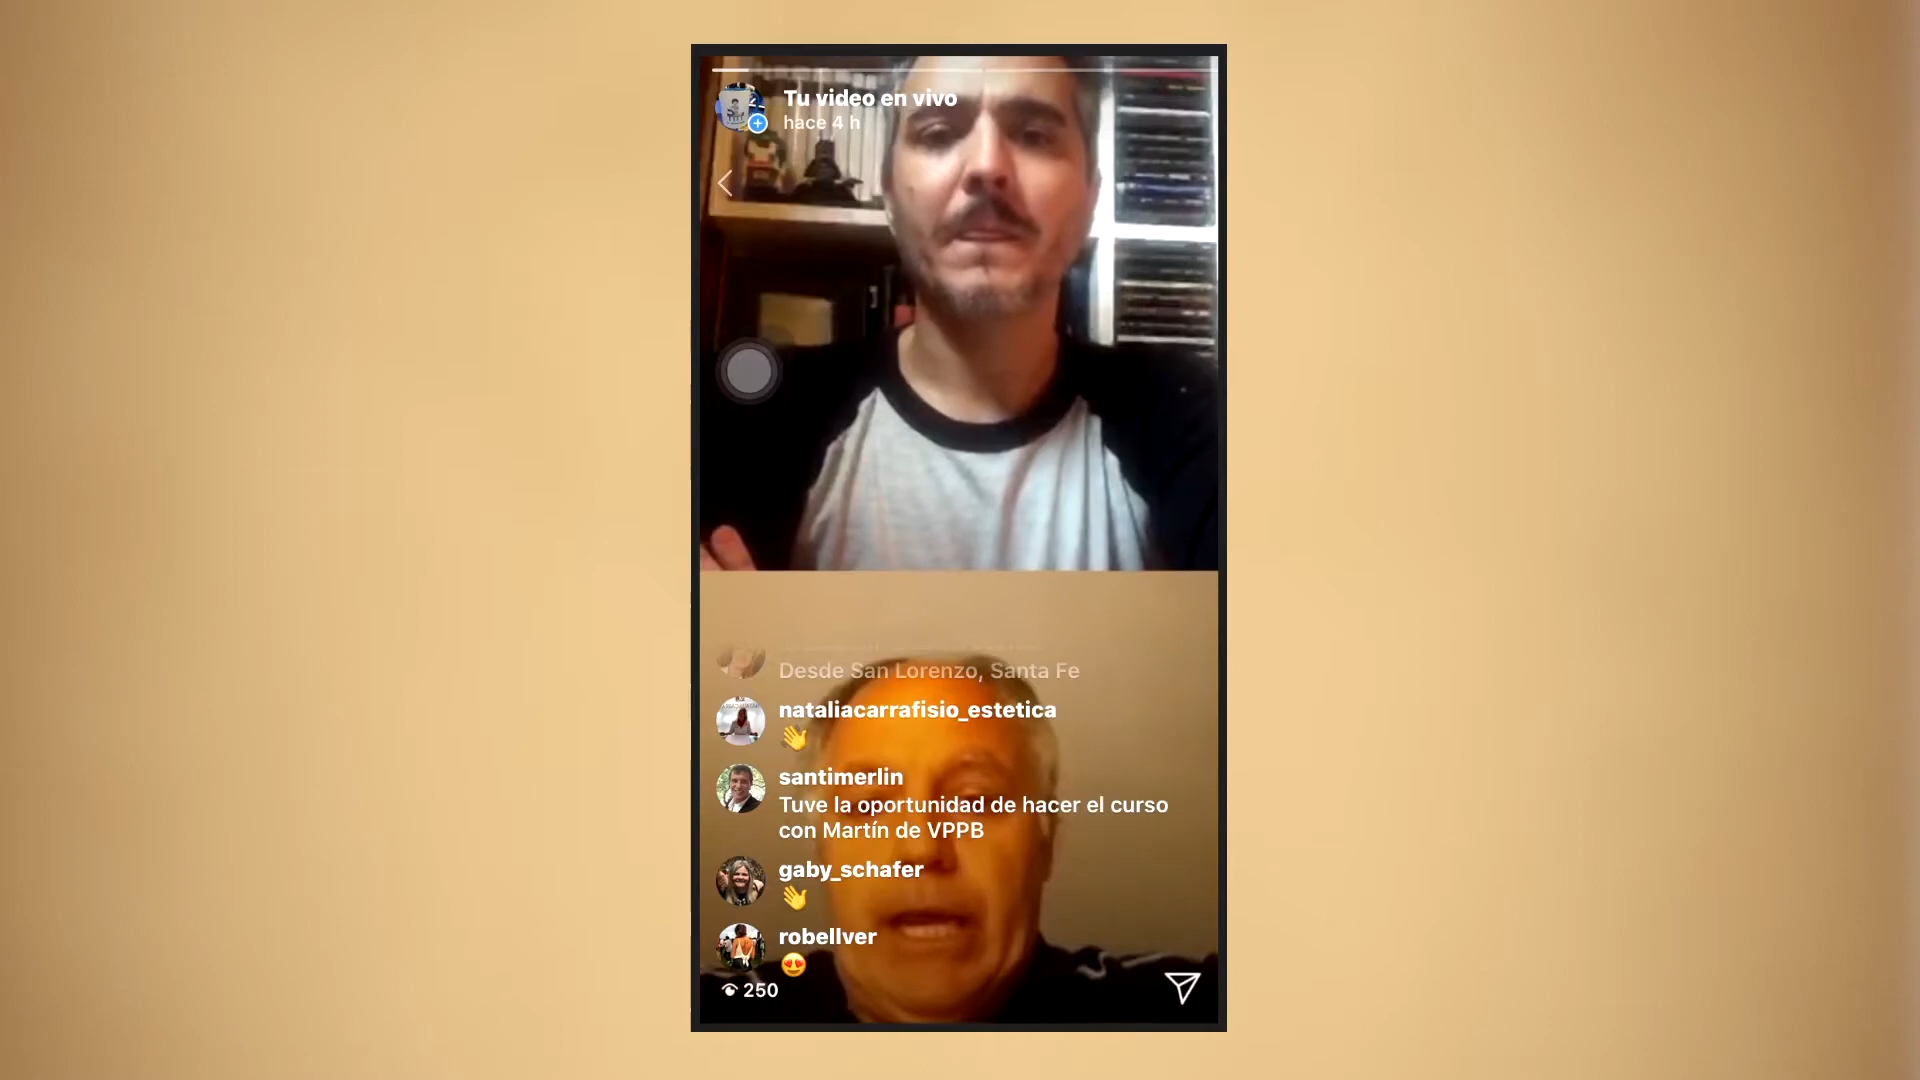 Tu video en vivo
hace 4 h
Desde San Lorenzo, Santa Fe
nataliacarrafisio_estetica
👋
santimerlin
Tuve la oportunidad de hacer el curso
con Martín de VPPB
gaby_schafer
👋
robellver
😍
250